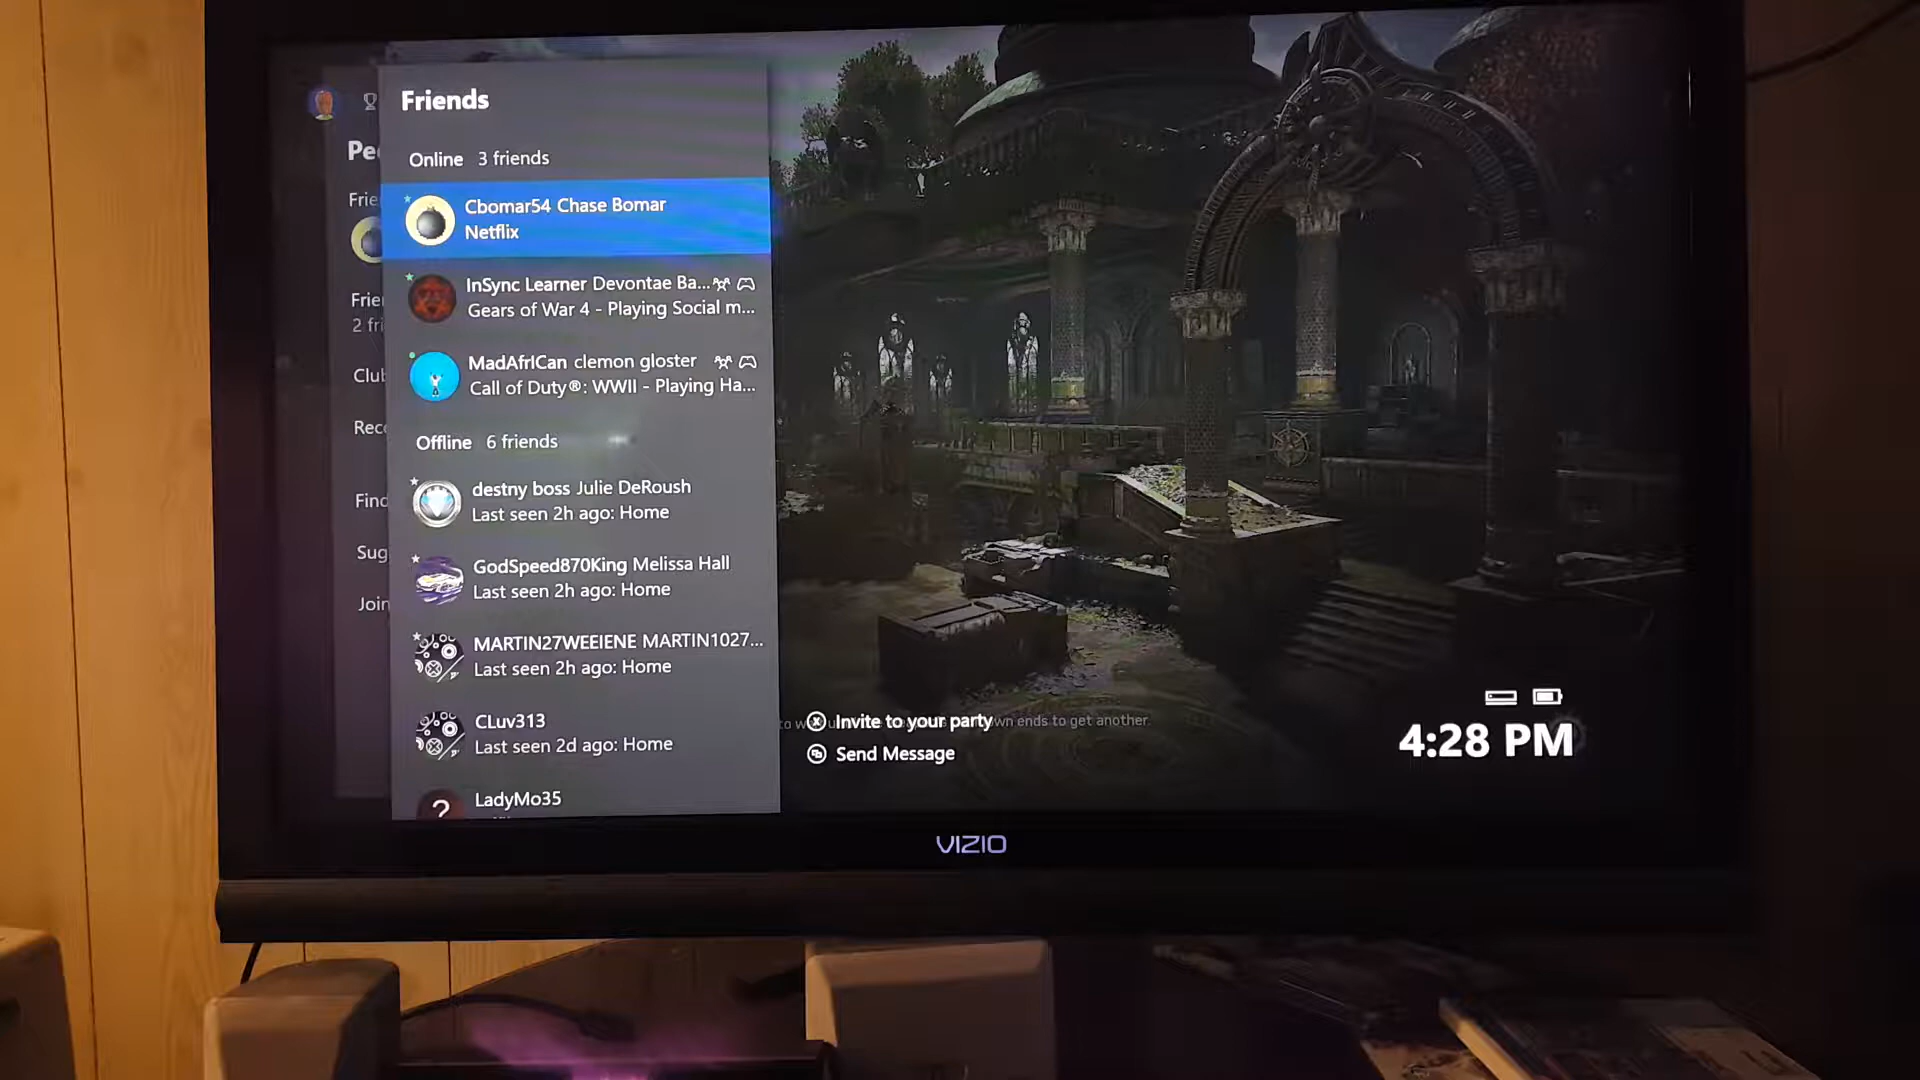 Friends
Online 3 friends
Cbomar54 Chase Bomar
Netflix
InSync Learner Devontae Ba...
Gears of War 4 - Playing Social m...
MadAfrICan clemon gloster
Call of Duty®: WWII - Playing Ha...
Offline 6 friends
destny boss Julie DeRoush
Last seen 2h ago: Home
GodSpeed870King Melissa Hall
Last seen 2h ago: Home
MARTIN27WEEIENE MARTIN1027...
Last seen 2h ago: Home
CLuv313
Last seen 2d ago: Home
? LadyMo35
Pe
Frie
Frie
2 fri
Club
Rec
Find
Sug
Join
Invite to your party
wn ends to get another.
Send Message
4:28 PM
VIZIO